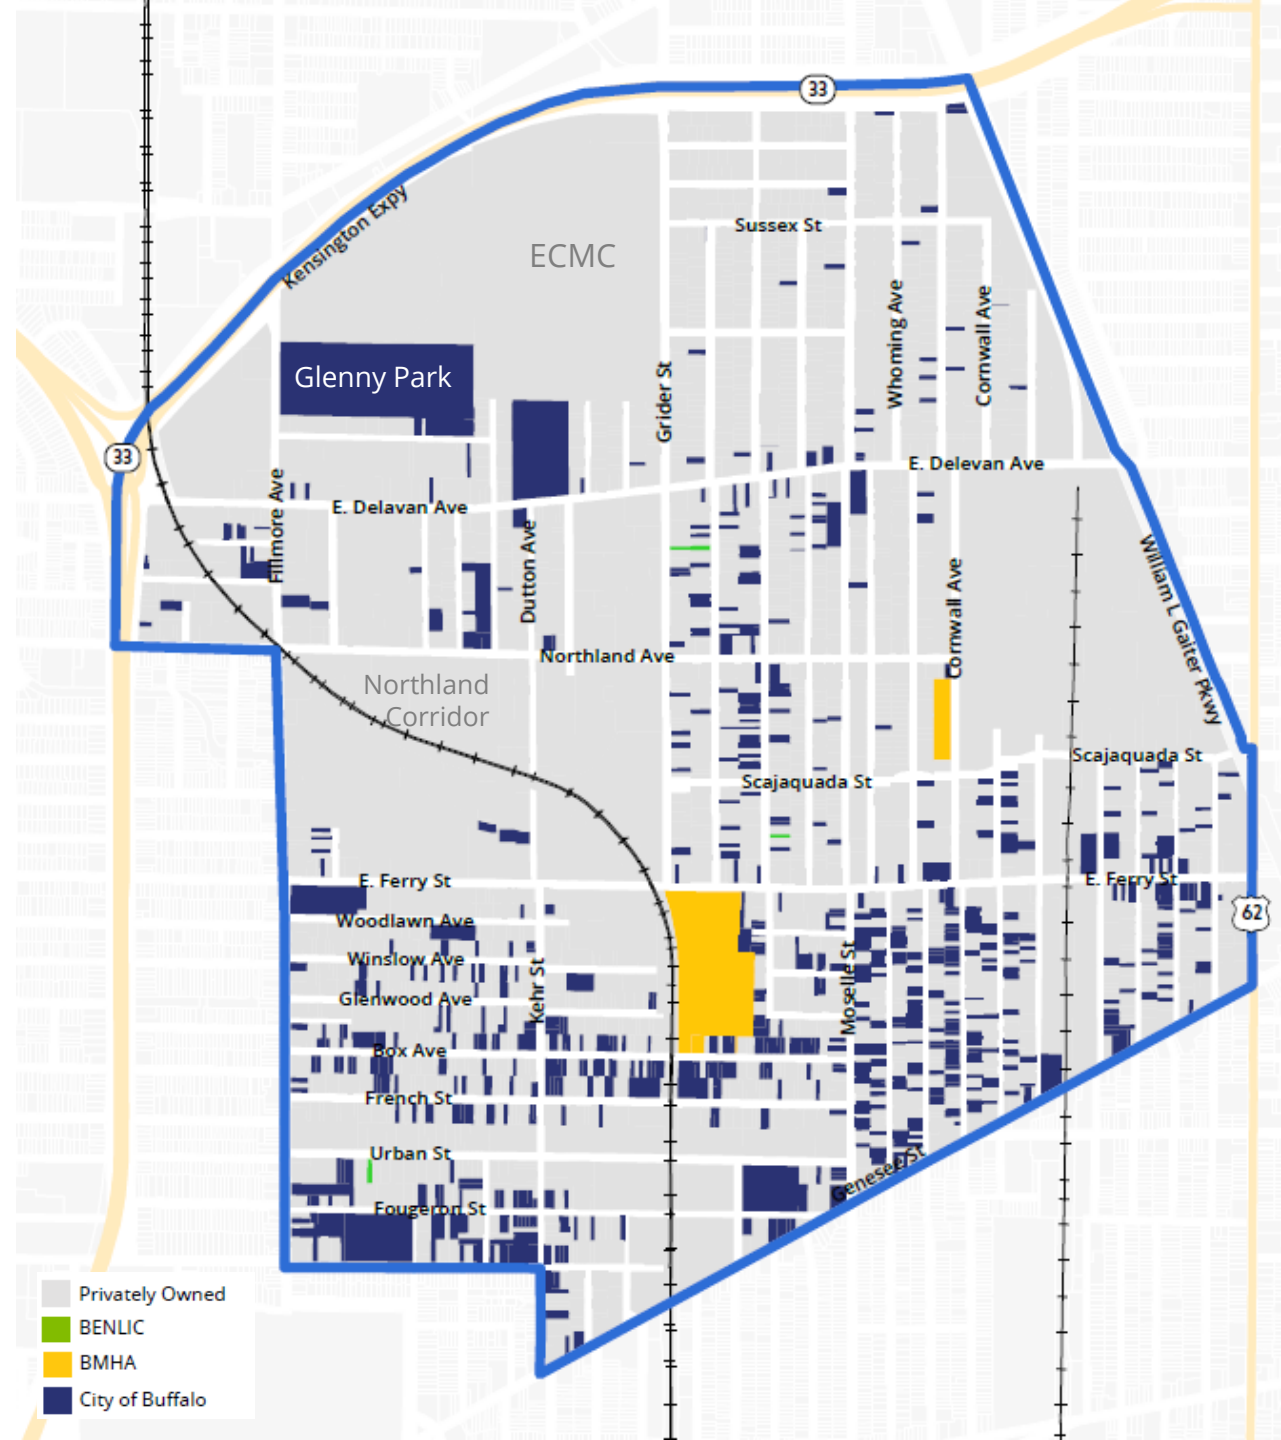 33
Sussex St
Kensington Expy
ECMC
Whoming Ave
Cornwall Ave
Glenny Park
Grider St
33
E. Delevan Ave
Fillmore Ave
E. Delavan Ave
Dutton Ave
Cornwall Ave
William L Gaiter Pkwy
Northland Ave
Northland
Corridor
Scajaquada St
Scajaquada St
E. Ferry St
E. Ferry St
62
Woodlawn Ave
Winslow Ave
Kehr St
Moselle St
Glenwood Ave
Box Ave
French St
Urban St
Genesee St
Fougeron St
Privately Owned
BENLIC
BMHA
City of Buffalo